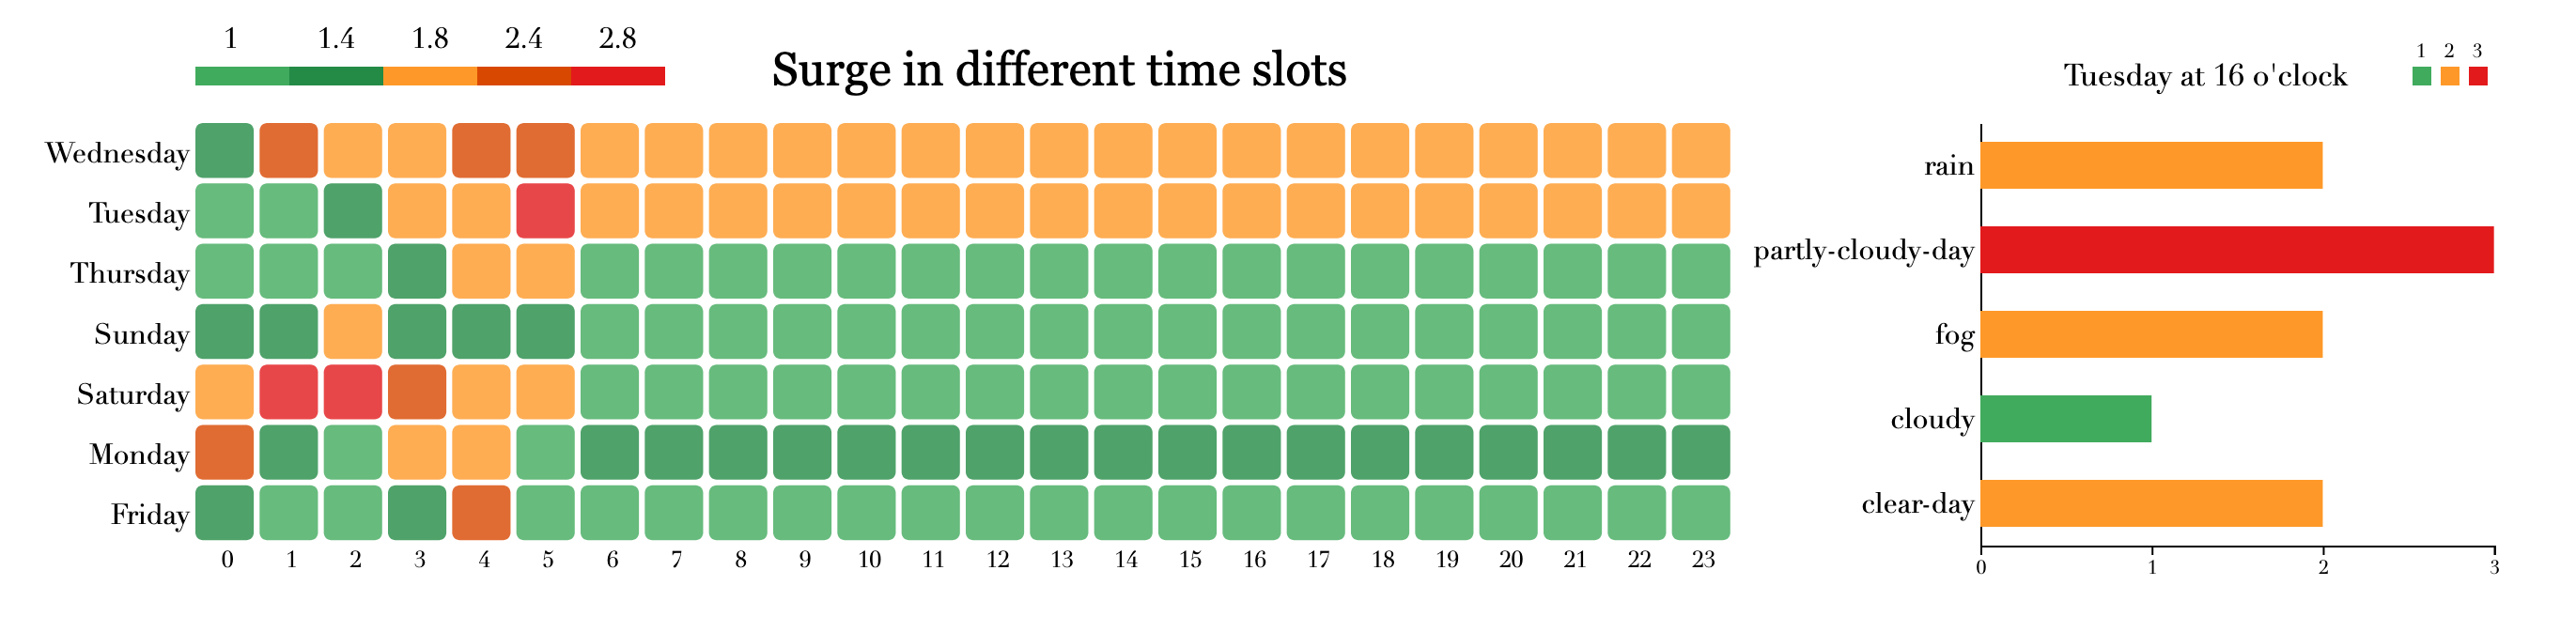 1 1.4 1.8 2.4 2.8
Surge in different time slots
Wednesday
Tuesday
Thursday
Sunday
Saturday
Monday
Friday
0 1 2 3 4 5 6 7 8 9 10 11 12 13 14 15 16 17 18 19 20 21 22 23
Tuesday at 16 o'clock
1 2 3
rain
partly-cloudy-day
fog
cloudy
clear-day
0 1 2 3